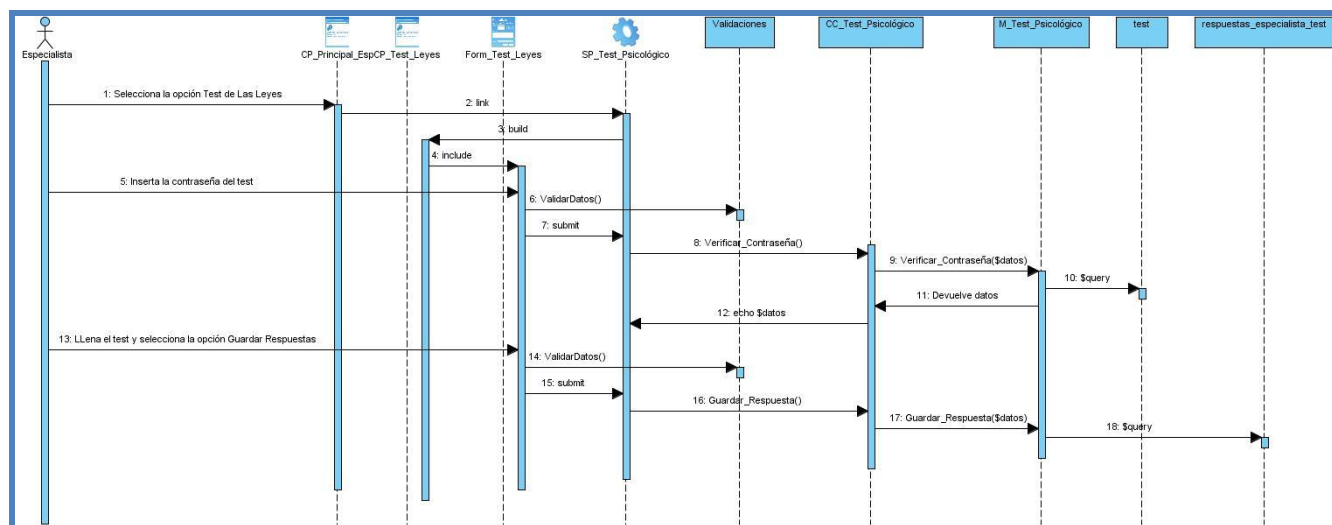 Especialista
CP_Principal_Esp
CP_Test_Leyes
Form_Test_Leyes
SP_Test_Psicológico
Validaciones
CC_Test_Psicológico
M_Test_Psicológico
test
respuestas_especialista_test
1: Selecciona la opción Test de Las Leyes
2: link
3: build
4: include
5: Inserta la contraseña del test
6: ValidarDatos()
7: submit
8: Verificar_Contraseña()
9: Verificar_Contraseña($datos)
10: $query
11: Devuelve datos
12: echo $datos
13: LLena el test y selecciona la opción Guardar Respuestas
14: ValidarDatos()
15: submit
16: Guardar_Respuesta()
17: Guardar_Respuesta($datos)
18: $query